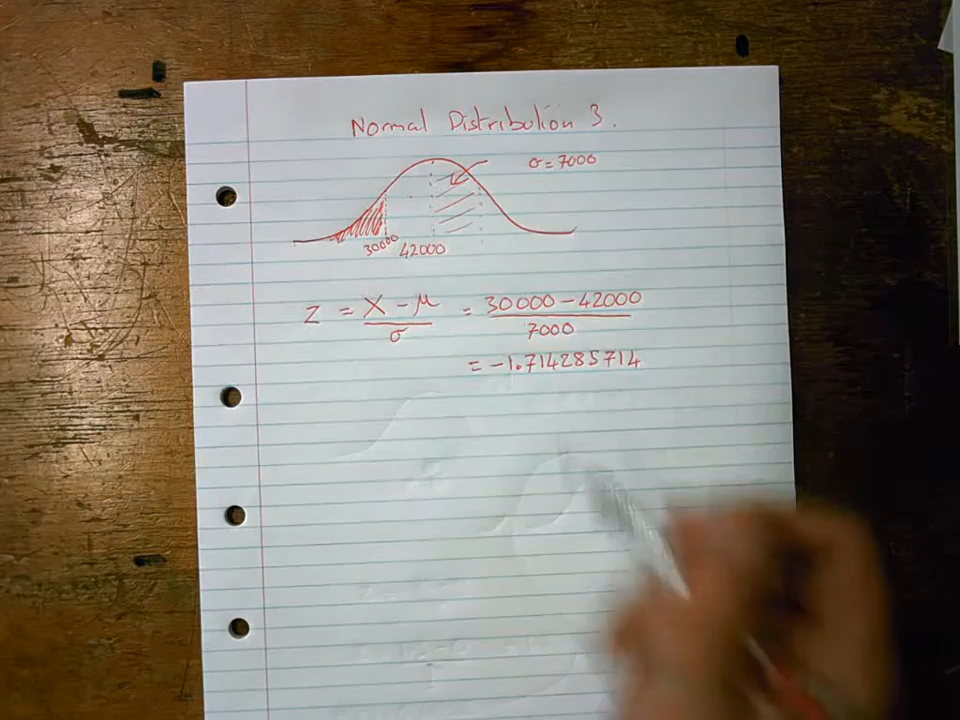 Normal Distribution 3.
σ = 7000
30000
42000
z = X - μ / σ = 30000 - 42000 / 7000
= -1.714285714